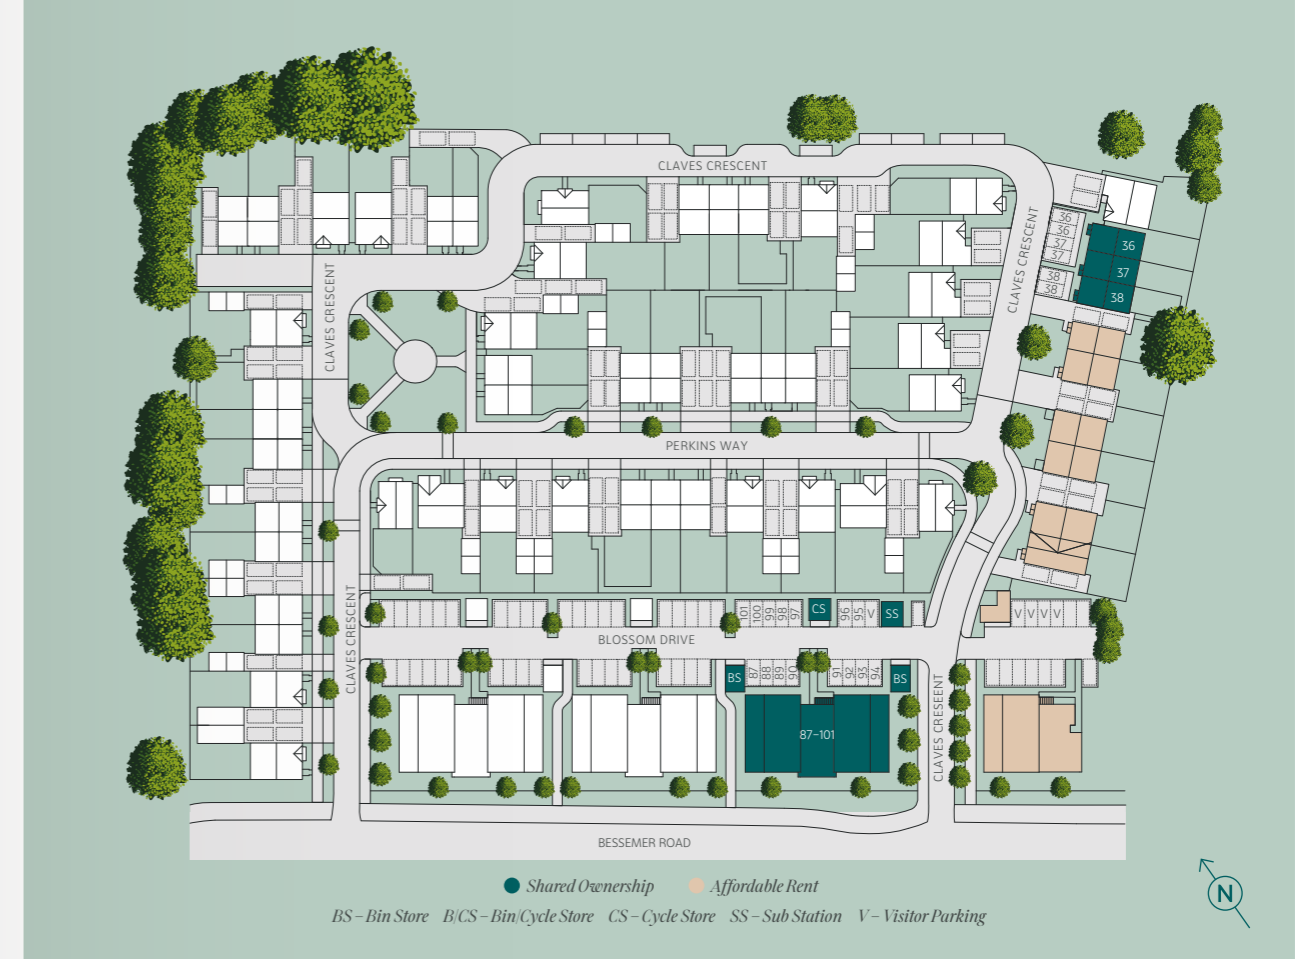 CLAVES CRESCENT
CLAVES CRESCENT
36
36
37
37
38
38
36
37
38
CLAVES CRESCENT
PERKINS WAY
CLAVES CRESCENT
101
100
99
98
97
CS
96
95
V
SS
V V V V
BLOSSOM DRIVE
BS
87
88
89
90
91
92
93
94
BS
87–101
CLAVES CRESEENT
BESSEMER ROAD
Shared Ownership Affordable Rent
BS – Bin Store B/CS – Bin/Cycle Store CS – Cycle Store SS – Sub Station V – Visitor Parking
N